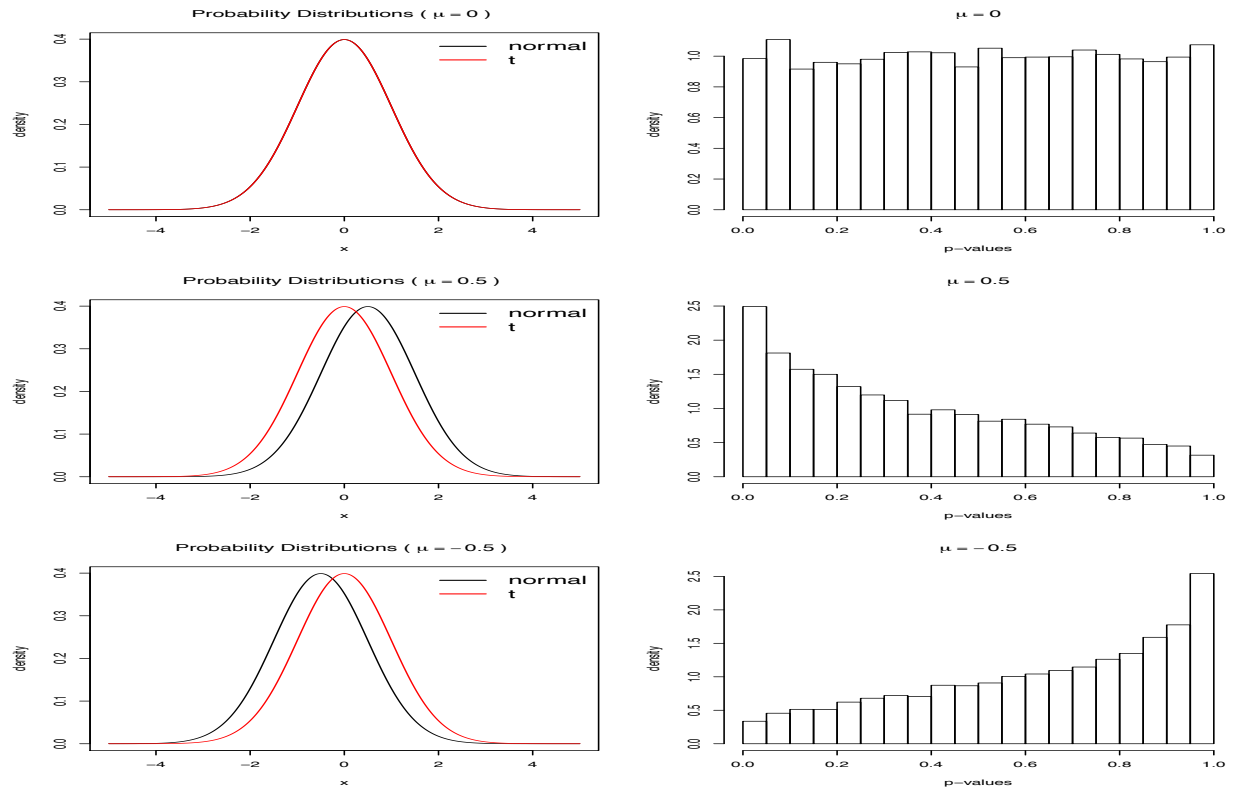 Probability Distributions ( μ = 0 )
density
0.0 0.1 0.2 0.3 0.4
normal
t
−4 −2 0 2 4
x
μ = 0
density
0.0 0.2 0.4 0.6 0.8 1.0
0.0 0.2 0.4 0.6 0.8 1.0
p−values
Probability Distributions ( μ = 0.5 )
density
0.0 0.1 0.2 0.3 0.4
normal
t
−4 −2 0 2 4
x
μ = 0.5
density
0.0 0.5 1.0 1.5 2.0 2.5
0.0 0.2 0.4 0.6 0.8 1.0
p−values
Probability Distributions ( μ = −0.5 )
density
0.0 0.1 0.2 0.3 0.4
normal
t
−4 −2 0 2 4
x
μ = −0.5
density
0.0 0.5 1.0 1.5 2.0 2.5
0.0 0.2 0.4 0.6 0.8 1.0
p−values